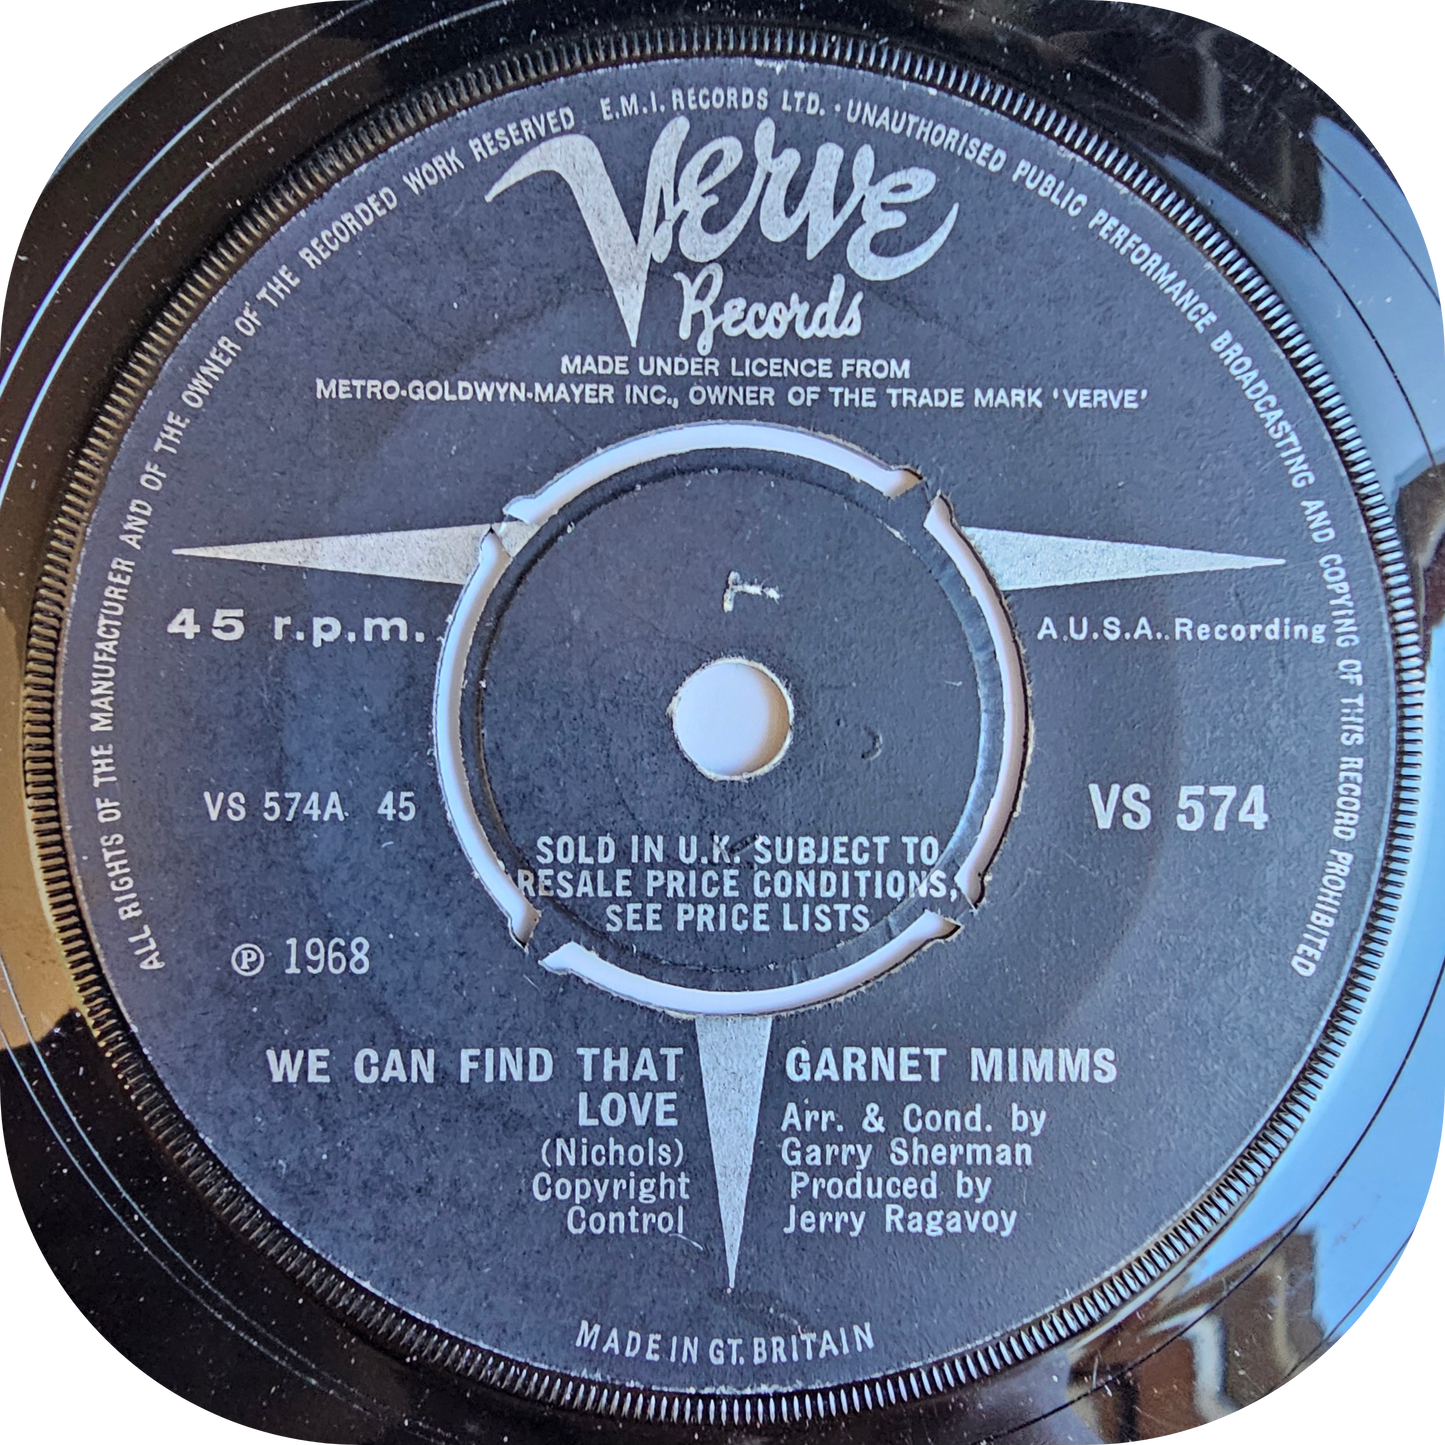 ALL RIGHTS OF THE MANUFACTURER AND OF THE OWNER OF THE RECORDED WORK RESERVED E.M.I. RECORDS LTD. · UNAUTHORISED PUBLIC PERFORMANCE BROADCASTING AND COPYING OF THIS RECORD PROHIBITED
Verve
Records
MADE UNDER LICENCE FROM
METRO-GOLDWYN-MAYER INC., OWNER OF THE TRADE MARK 'VERVE'
45 r.p.m.
A.U.S.A..Recording
VS 574A 45
VS 574
SOLD IN U.K. SUBJECT TO
RESALE PRICE CONDITIONS,
SEE PRICE LISTS
℗ 1968
WE CAN FIND THAT
LOVE
(Nichols)
Copyright
Control
GARNET MIMMS
Arr. & Cond. by
Garry Sherman
Produced by
Jerry Ragavoy
MADE IN GT. BRITAIN